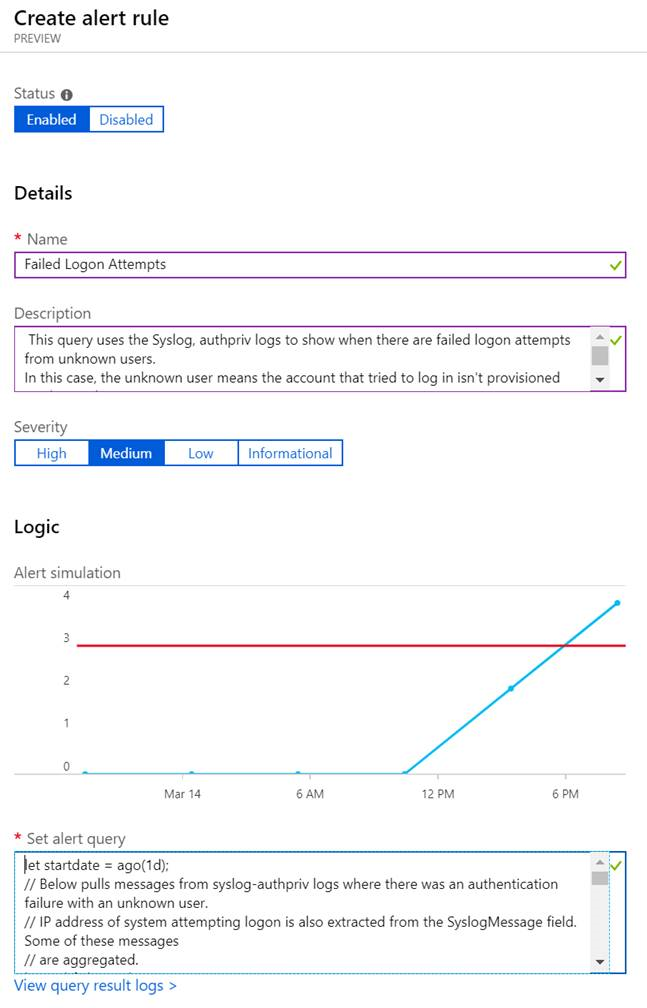 Create alert rule
PREVIEW
Status
Enabled Disabled
Details
* Name
Failed Logon Attempts
Description
This query uses the Syslog, authpriv logs to show when there are failed logon attempts
from unknown users.
In this case, the unknown user means the account that tried to log in isn't provisioned
Severity
High Medium Low Informational
Logic
Alert simulation
4
3
2
1
0
Mar 14 6 AM 12 PM 6 PM
* Set alert query
let startdate = ago(1d);
// Below pulls messages from syslog-authpriv logs where there was an authentication
failure with an unknown user.
// IP address of system attempting logon is also extracted from the SyslogMessage field.
Some of these messages
// are aggregated.
View query result logs >